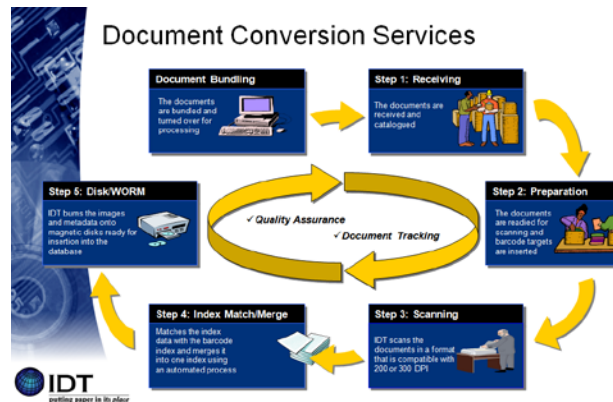 Document Conversion Services
Document Bundling
The documents
are bundled and
turned over for
processing
Step 1: Receiving
The documents are
received and
catalogued
Step 2: Preparation
The documents
are readied for
scanning and
barcode targets
are inserted
Step 3: Scanning
IDT scans the
documents in a format
that is compatible with
200 or 300 DPI
Step 4: Index Match/Merge
Matches the index
data with the barcode
index and merges it
into one index using
an automated process
Step 5: Disk/WORM
IDT burns the images
and metadata onto
magnetic disks ready for
insertion into the
database
✓Quality Assurance
✓Document Tracking
IDT
putting paper in its place